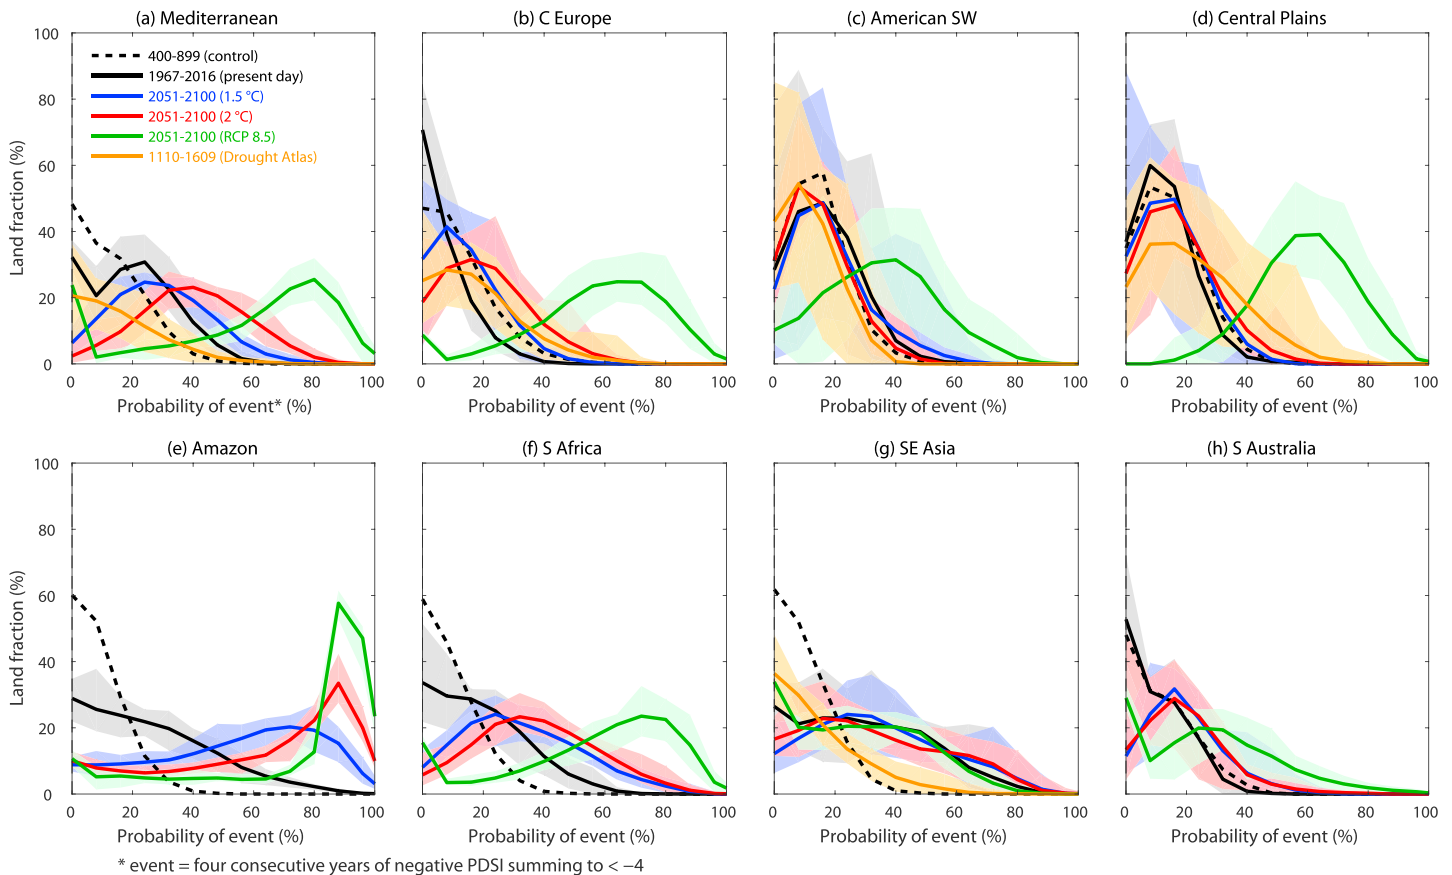 (a) Mediterranean
(b) C Europe
(c) American SW
(d) Central Plains
100
80
60
40
20
0
Land fraction (%)
400-899 (control)
1967-2016 (present day)
2051-2100 (1.5 °C)
2051-2100 (2 °C)
2051-2100 (RCP 8.5)
1110-1609 (Drought Atlas)
0 20 40 60 80 100
0 20 40 60 80 100
0 20 40 60 80 100
0 20 40 60 80 100
Probability of event* (%)
Probability of event (%)
Probability of event (%)
Probability of event (%)
(e) Amazon
(f) S Africa
(g) SE Asia
(h) S Australia
100
80
60
40
20
0
Land fraction (%)
0 20 40 60 80 100
0 20 40 60 80 100
0 20 40 60 80 100
0 20 40 60 80 100
Probability of event (%)
Probability of event (%)
Probability of event (%)
Probability of event (%)
* event = four consecutive years of negative PDSI summing to < −4